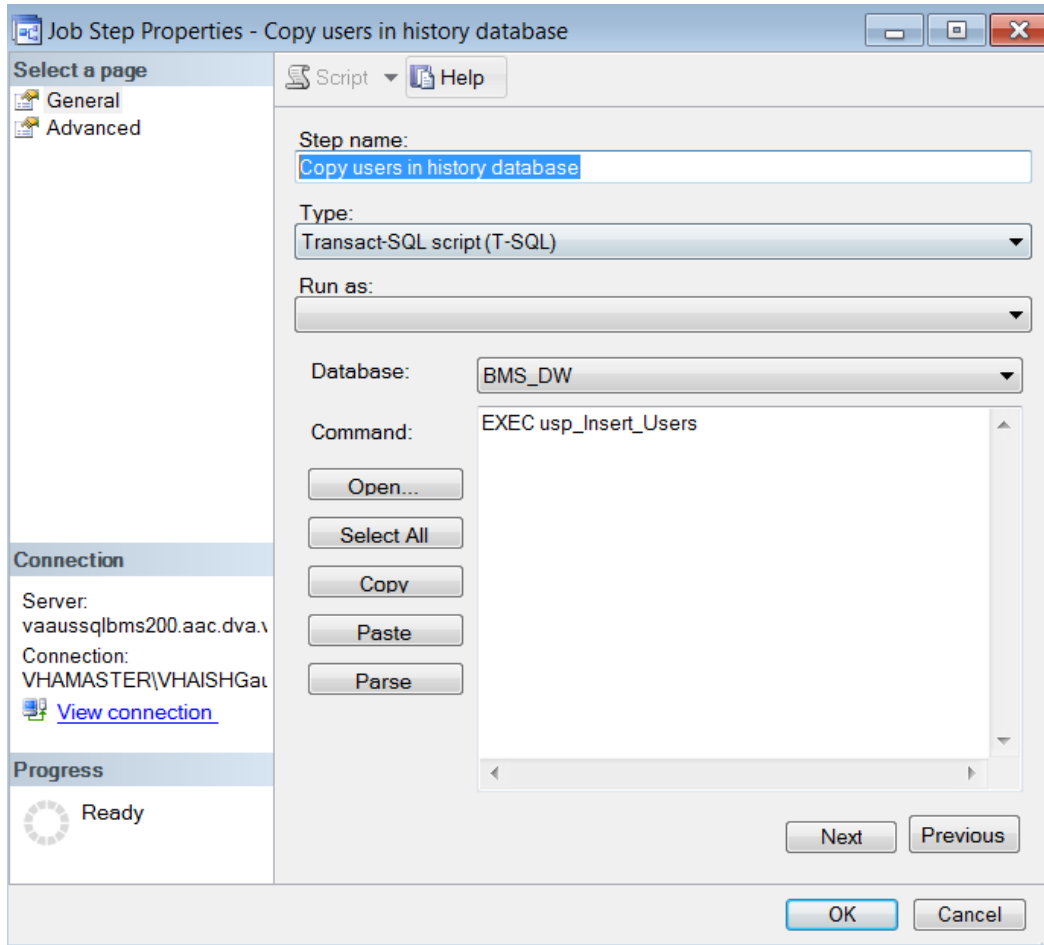 Job Step Properties - Copy users in history database
Select a page
General
Advanced
Script
Help
Step name:
Copy users in history database
Type:
Transact-SQL script (T-SQL)
Run as:
Database:
BMS_DW
Command:
EXEC usp_Insert_Users
Open...
Select All
Copy
Paste
Parse
Connection
Server:
vaaussqlbms200.aac.dva.v
Connection:
VHAMASTER\VHAISHGau
View connection
Progress
Ready
Next
Previous
OK
Cancel